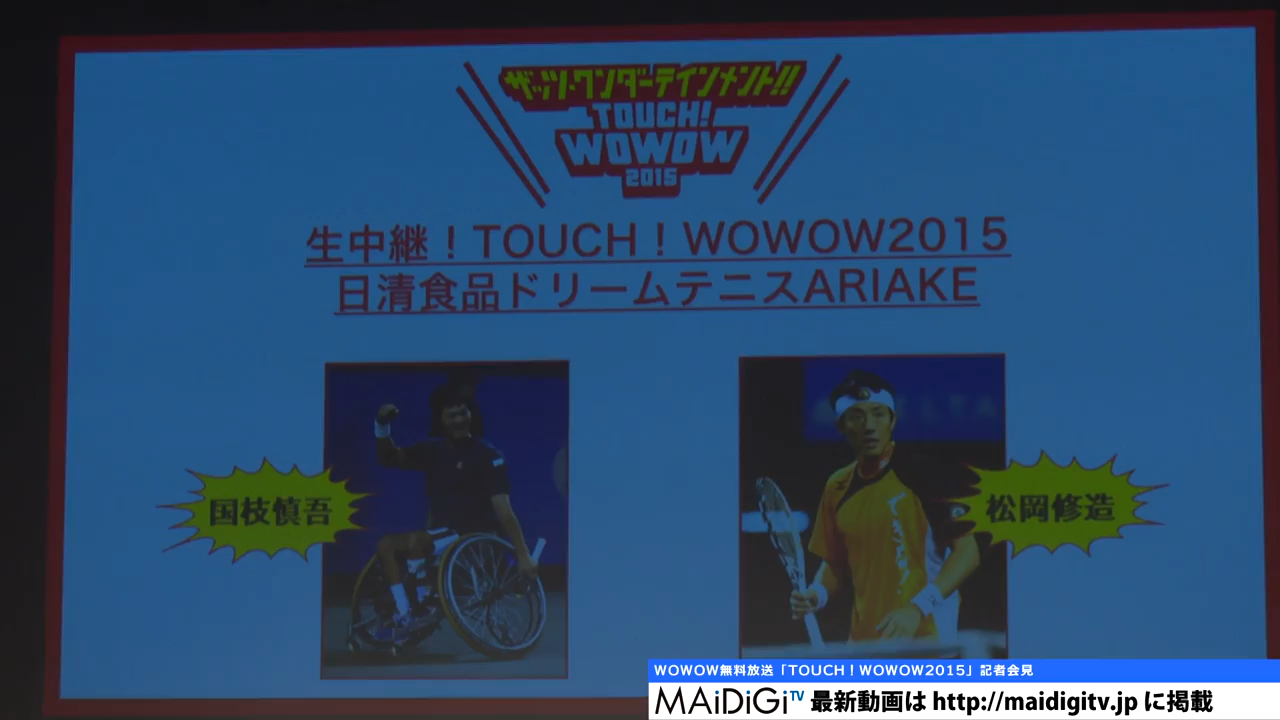 ザッツ・ワンダーテインメント!!
TOUCH!
WOWOW
2015
生中継！TOUCH！WOWOW2015
日清食品ドリームテニスARIAKE
国枝慎吾
松岡修造
WOWOW無料放送「TOUCH！WOWOW2015」記者会見
MAiDiGiTV 最新動画は http://maidigitv.jp に掲載